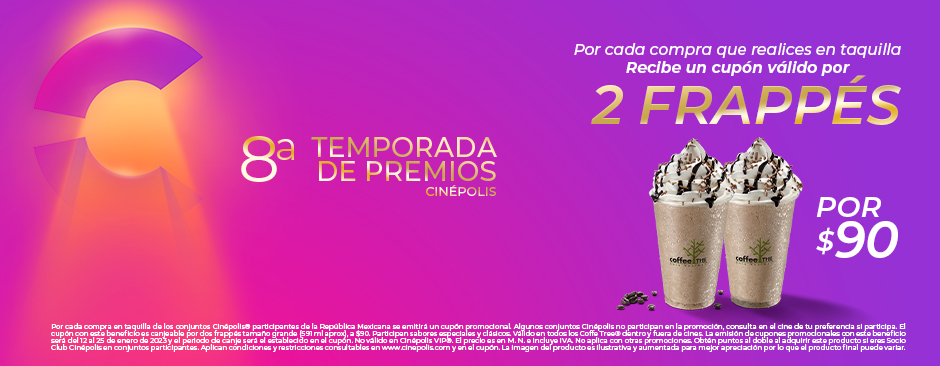 Por cada compra que realices en taquilla
Recibe un cupón válido por
2 FRAPPÉS
8a TEMPORADA
DE PREMIOS
CINÉPOLIS
POR
$90
coffee tree
coffee tree
Por cada compra en taquilla de los conjuntos Cinépolis® participantes de la República Mexicana se emitirá un cupón promocional. Algunos conjuntos Cinépolis no participan en la promoción, consulta en el cine de tu preferencia si participa. El
cupón con este beneficio es canjeable por dos frappés tamaño grande (591 ml aprox), a $90. Participan sabores especiales y clásicos. Válido en todos los Coffe Tree® dentro y fuera de cines. La emisión de cupones promocionales con este beneficio
será del 12 al 25 de enero de 2023 y el periodo de canje será el establecido en el cupón. No válido en Cinépolis VIP®. El precio es en M. N. e incluye IVA. No aplica con otras promociones. Obtén puntos al doble al adquirir este producto si eres Socio
Club Cinépolis en conjuntos participantes. Aplican condiciones y restricciones consultables en www.cinepolis.com y en el cupón. La imagen del producto es ilustrativa y aumentada para mejor apreciación por lo que el producto final puede variar.